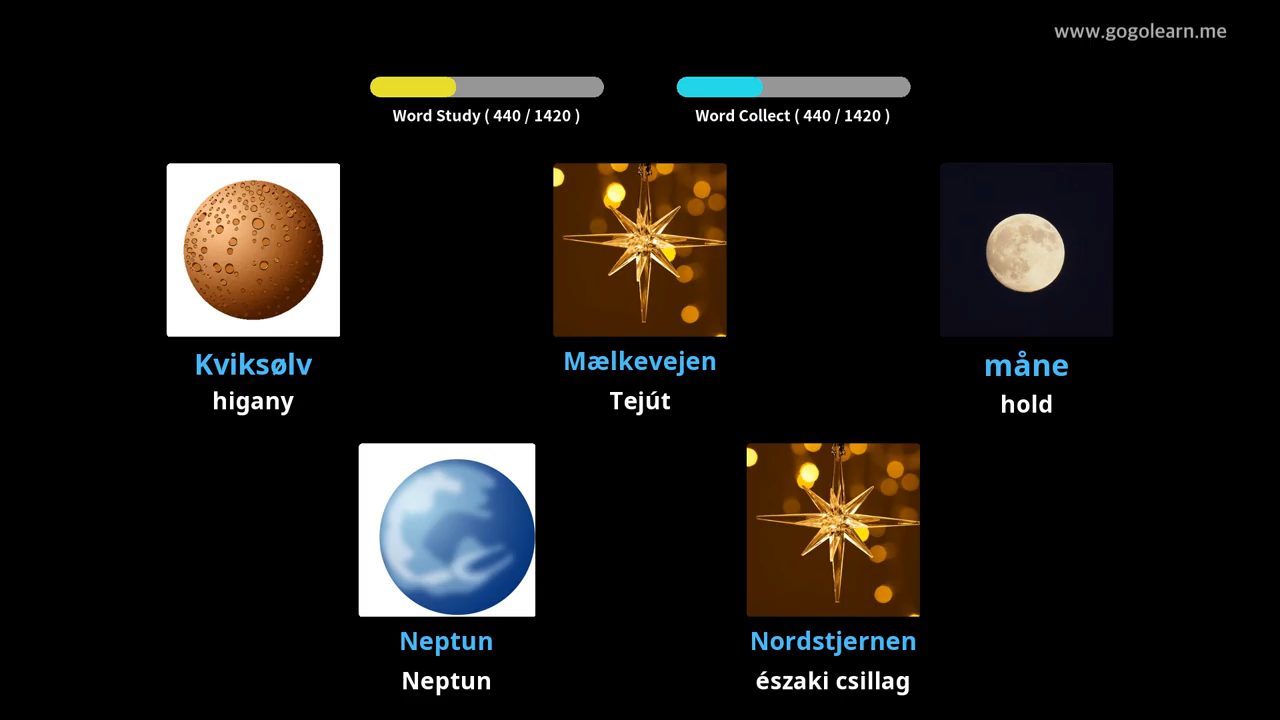 www.gogolearn.me
Word Study ( 440 / 1420 )
Word Collect ( 440 / 1420 )
Kviksølv
higany
Mælkevejen
Tejút
måne
hold
Neptun
Neptun
Nordstjernen
északi csillag